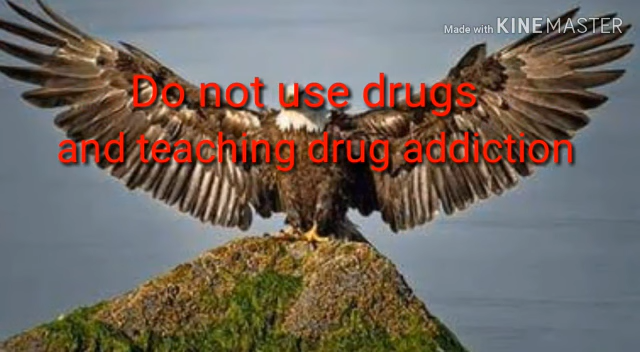 Made with KINEMASTER
Do not use drugs
and teaching drug addiction